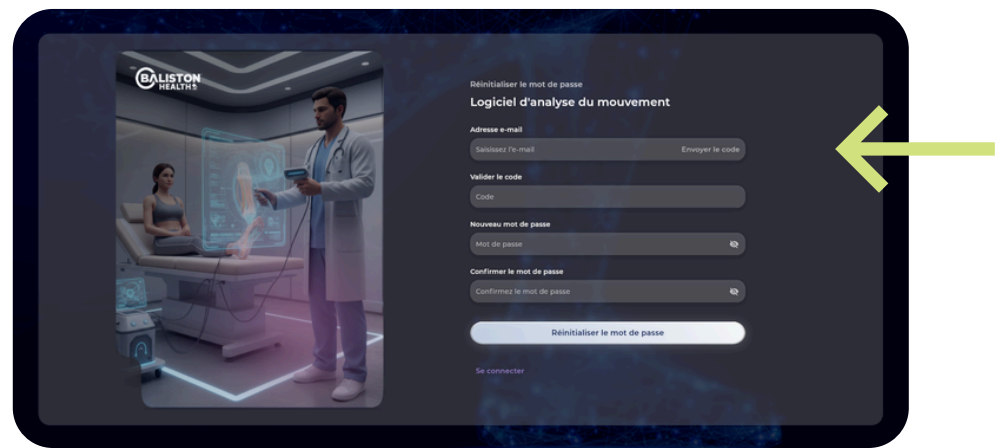 BALISTON
HEALTH
Réinitialiser le mot de passe
Logiciel d'analyse du mouvement
Adresse e-mail
Saisissez l'e-mail Envoyer le code
Valider le code
Code
Nouveau mot de passe
Mot de passe
Confirmer le mot de passe
Confirmez le mot de passe
Réinitialiser le mot de passe
Se connecter